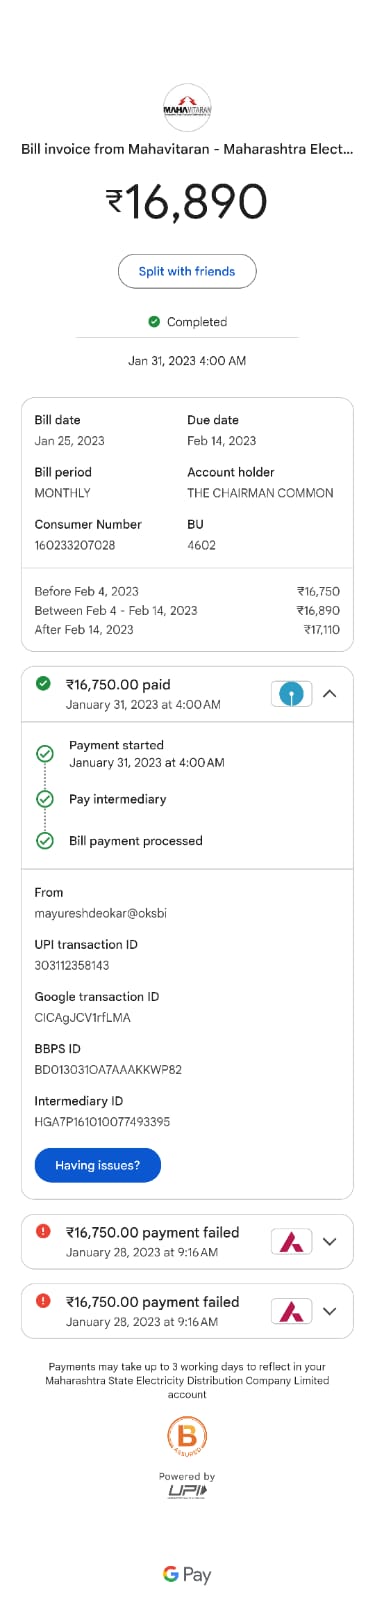 MAHAVITARAN
Bill invoice from Mahavitaran - Maharashtra Elect...
₹16,890
Split with friends
Completed
Jan 31, 2023 4:00 AM
Bill date Due date
Jan 25, 2023 Feb 14, 2023
Bill period Account holder
MONTHLY THE CHAIRMAN COMMON
Consumer Number BU
160233207028 4602
Before Feb 4, 2023 ₹16,750
Between Feb 4 - Feb 14, 2023 ₹16,890
After Feb 14, 2023 ₹17,110
₹16,750.00 paid
January 31, 2023 at 4:00 AM
Payment started
January 31, 2023 at 4:00 AM
Pay intermediary
Bill payment processed
From
mayureshdeokar@oksbi
UPI transaction ID
303112358143
Google transaction ID
CICAgJCV1rfLMA
BBPS ID
BD013031OA7AAAKKWP82
Intermediary ID
HGA7P161010077493395
Having issues?
₹16,750.00 payment failed
January 28, 2023 at 9:16 AM
₹16,750.00 payment failed
January 28, 2023 at 9:16 AM
Payments may take up to 3 working days to reflect in your
Maharashtra State Electricity Distribution Company Limited
account
B
ASSURED
Powered by
UPI
G Pay